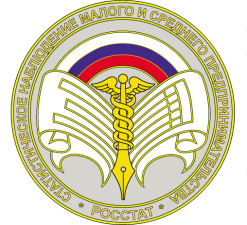 СТАТИСТИЧЕСКОЕ НАБЛЮДЕНИЕ МАЛОГО И СРЕДНЕГО ПРЕДПРИНИМАТЕЛЬСТВА
РОССТАТ